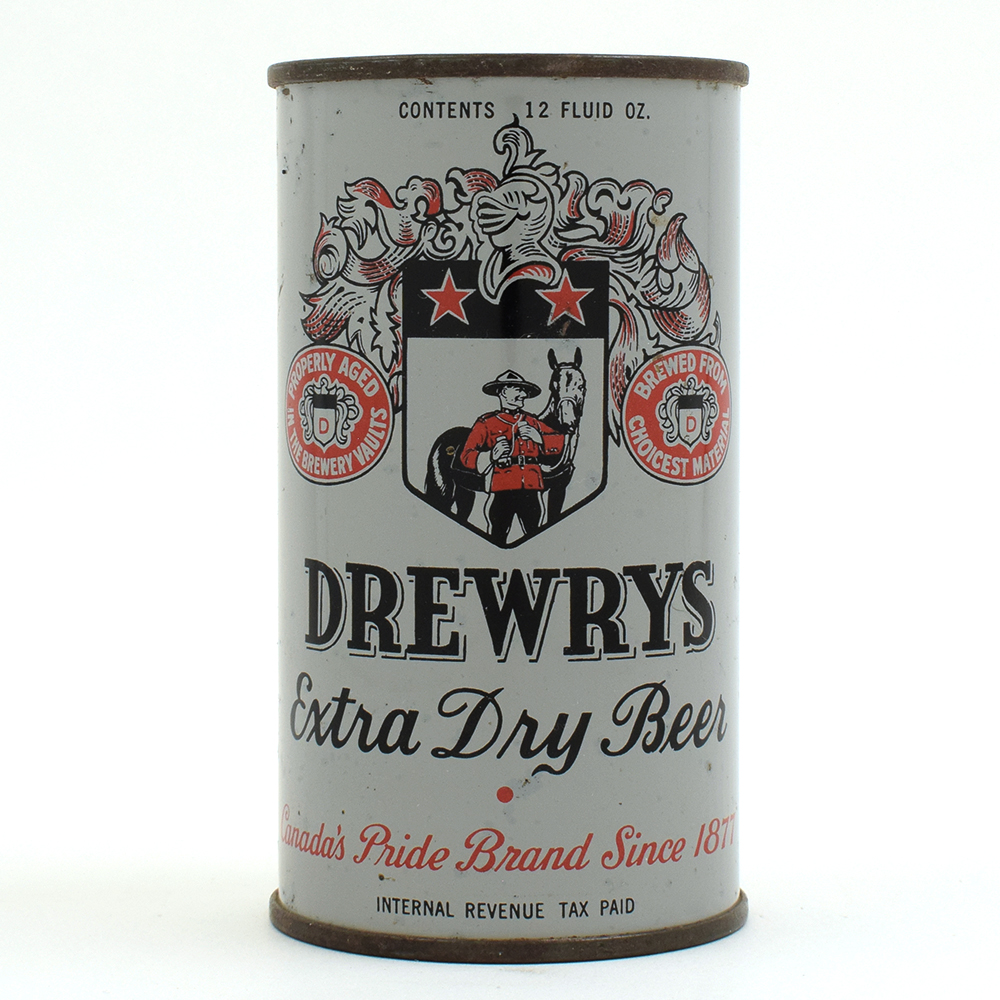 CONTENTS 12 FLUID OZ.
PROPERLY AGED
IN THE BREWERY VAULTS
D
BREWED FROM
CHOICEST MATERIAL
D
DREWRYS
Extra Dry Beer
Canada's Pride Brand Since 1877
INTERNAL REVENUE TAX PAID